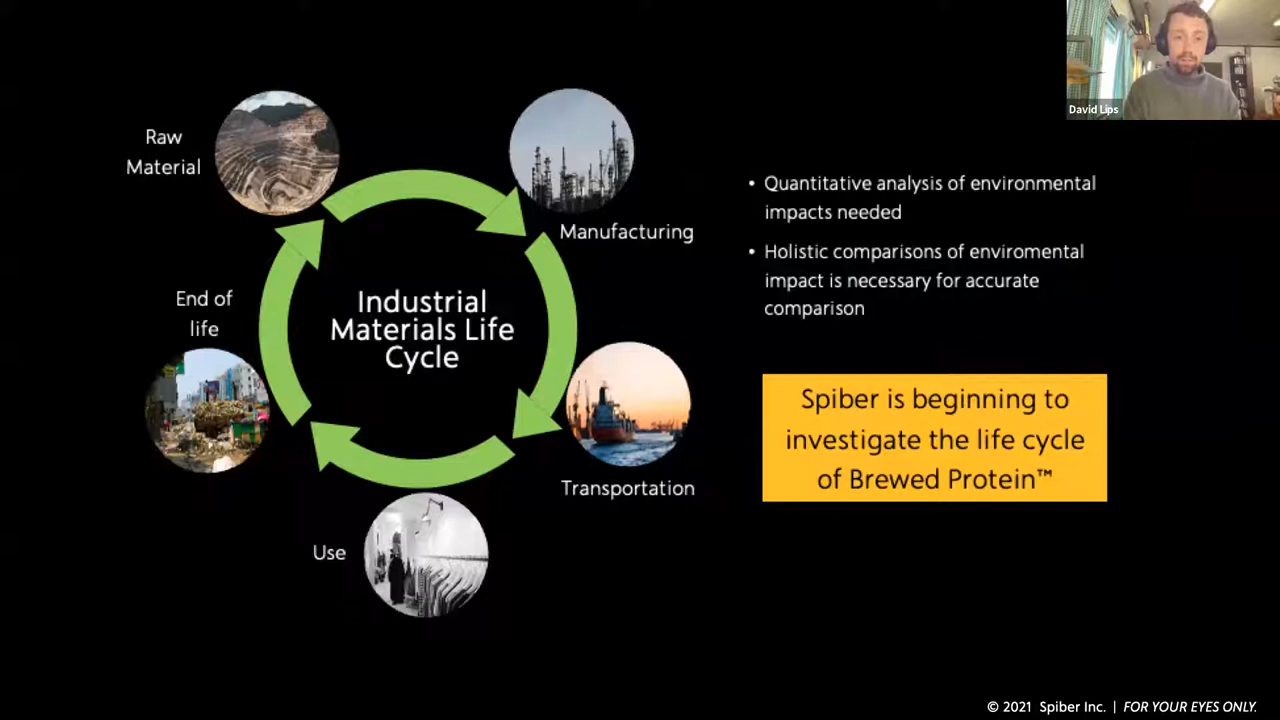 David Lips
Raw
Material
Manufacturing
Transportation
Use
End of
life
Industrial
Materials Life
Cycle
• Quantitative analysis of environmental
impacts needed
• Holistic comparisons of enviromental
impact is necessary for accurate
comparison
Spiber is beginning to
investigate the life cycle
of Brewed Protein™
© 2021 Spiber Inc. | FOR YOUR EYES ONLY.